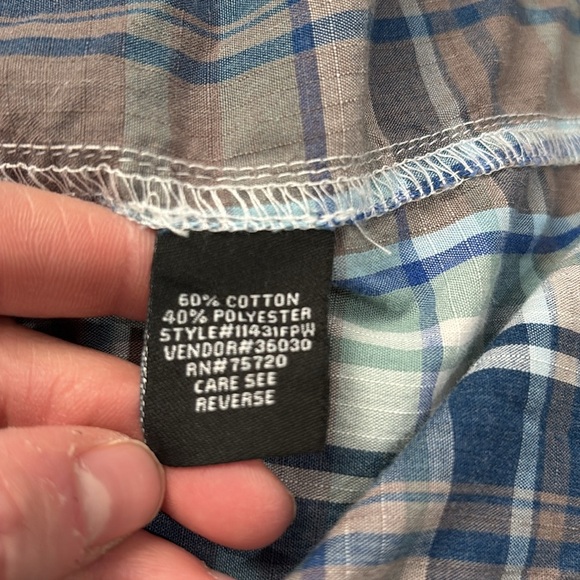 60% COTTON
40% POLYESTER
STYLE#11431FPW
VENDOR#36030
RN#75720
CARE SEE
REVERSE